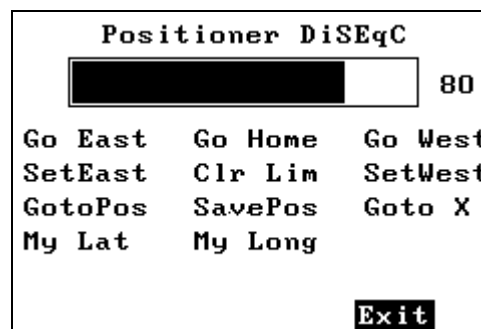 Positioner DiSEqC
80
Go East Go Home Go West
SetEast Clr Lim SetWest
GotoPos SavePos Goto X
My Lat My Long
Exit